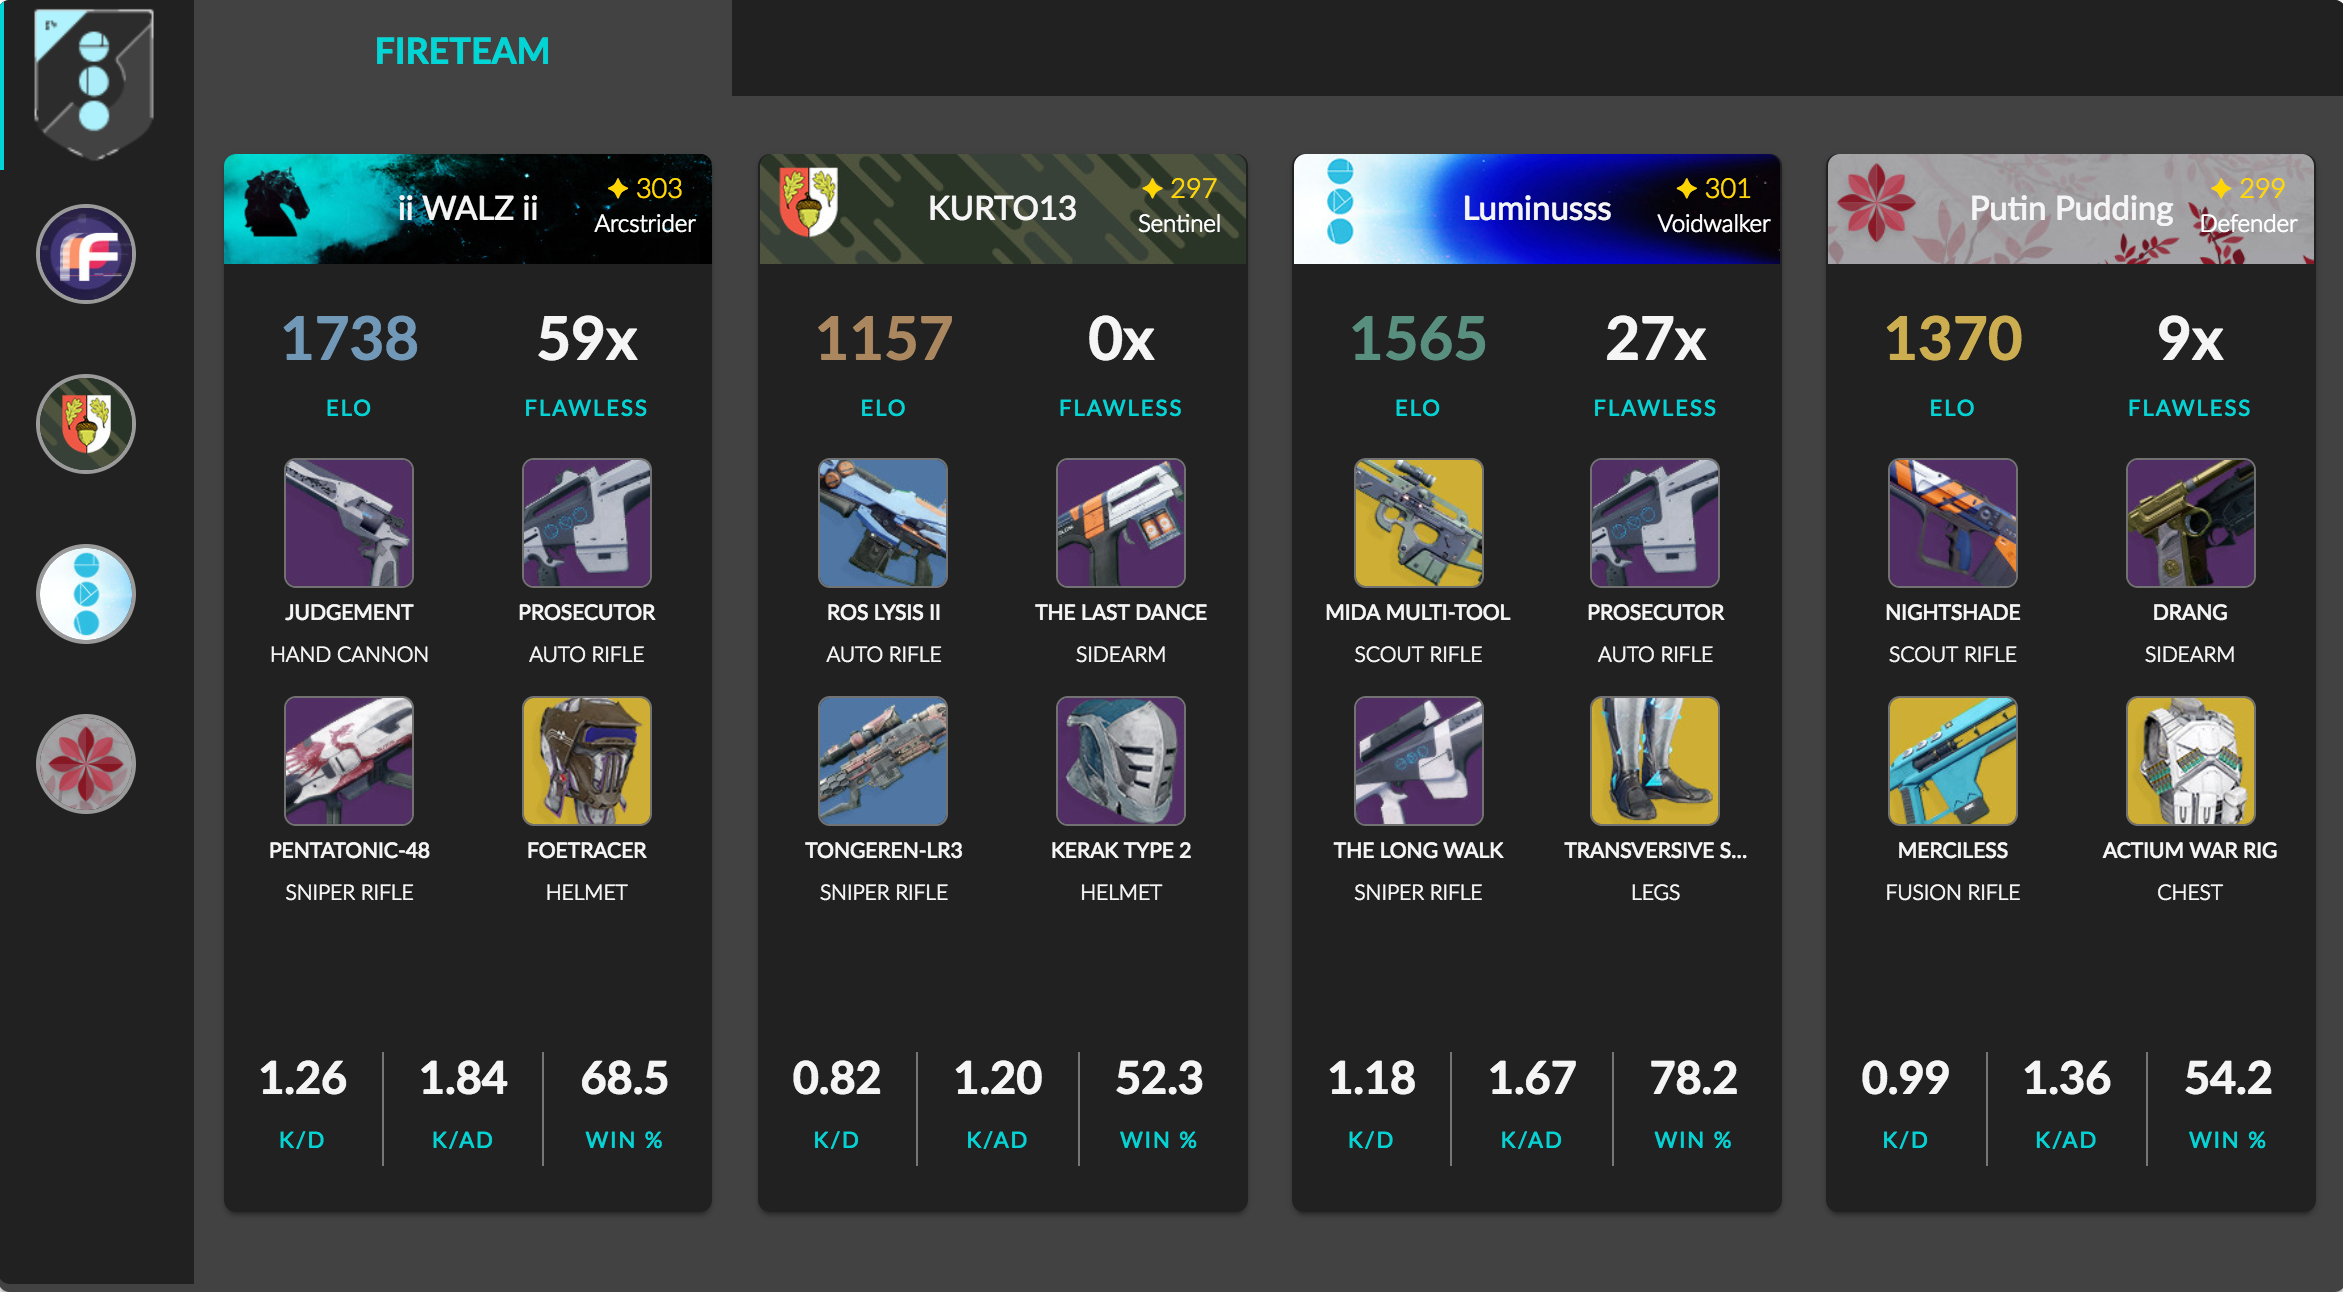 FIRETEAM
ii WALZ ii
303
Arcstrider
1738
59x
ELO
FLAWLESS
JUDGEMENT
PROSECUTOR
HAND CANNON
AUTO RIFLE
PENTATONIC-48
FOETRACER
SNIPER RIFLE
HELMET
1.26
1.84
68.5
K/D
K/AD
WIN %
KURTO13
297
Sentinel
1157
0x
ELO
FLAWLESS
ROS LYSIS II
THE LAST DANCE
AUTO RIFLE
SIDEARM
TONGEREN-LR3
KERAK TYPE 2
SNIPER RIFLE
HELMET
0.82
1.20
52.3
K/D
K/AD
WIN %
Luminusss
301
Voidwalker
1565
27x
ELO
FLAWLESS
MIDA MULTI-TOOL
PROSECUTOR
SCOUT RIFLE
AUTO RIFLE
THE LONG WALK
TRANSVERSIVE S...
SNIPER RIFLE
LEGS
1.18
1.67
78.2
K/D
K/AD
WIN %
Putin Pudding
299
Defender
1370
9x
ELO
FLAWLESS
NIGHTSHADE
DRANG
SCOUT RIFLE
SIDEARM
MERCILESS
ACTIUM WAR RIG
FUSION RIFLE
CHEST
0.99
1.36
54.2
K/D
K/AD
WIN %